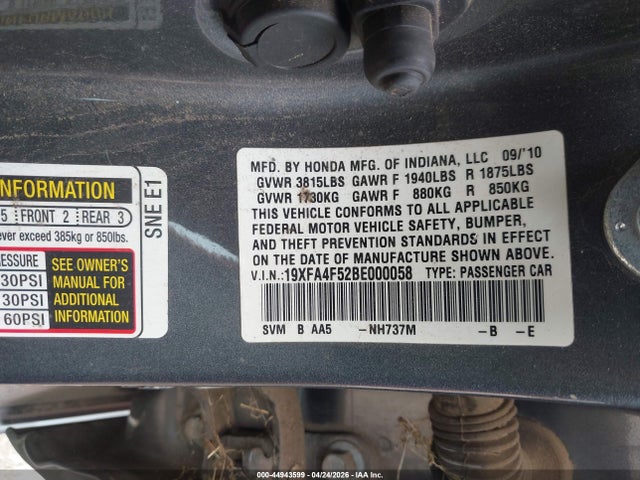 INFORMATION
5 FRONT 2 REAR 3
ever exceed 385kg or 850lbs.
PRESSURE
30PSI
30PSI
60PSI
SEE OWNER'S
MANUAL FOR
ADDITIONAL
INFORMATION
SNE E1
MFD. BY HONDA MFG. OF INDIANA, LLC 09/'10
GVWR 3815LBS GAWR F 1940LBS R 1875LBS
GVWR 1730KG GAWR F 880KG R 850KG
THIS VEHICLE CONFORMS TO ALL APPLICABLE
FEDERAL MOTOR VEHICLE SAFETY, BUMPER,
AND THEFT PREVENTION STANDARDS IN EFFECT
ON THE DATE OF MANUFACTURE SHOWN ABOVE.
V.I.N.: 19XFA4F52BE000058 TYPE: PASSENGER CAR
SVM B AA5 -NH737M -B -E
000-44943599 - 04/24/2026 - IAA Inc.